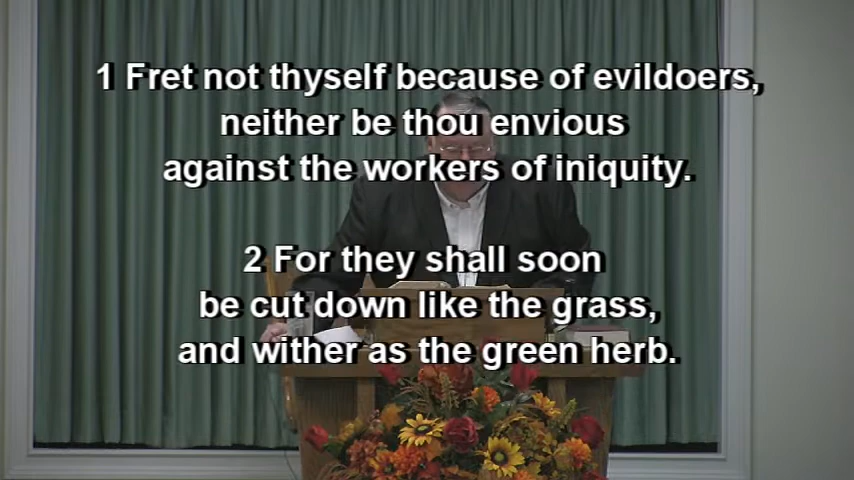 1 Fret not thyself because of evildoers,
neither be thou envious
against the workers of iniquity.
2 For they shall soon
be cut down like the grass,
and wither as the green herb.